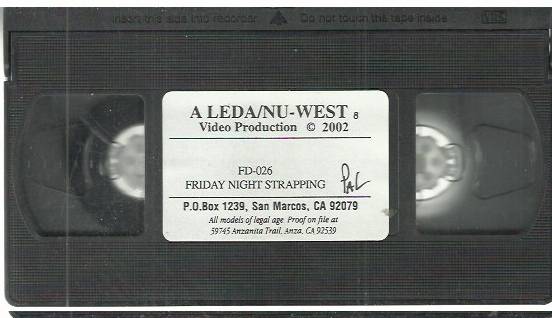 Insert this side into recorder Do not touch the tape inside VHS
A LEDA/NU-WEST 8
Video Production © 2002
FD-026
FRIDAY NIGHT STRAPPING PAL
P.O.Box 1239, San Marcos, CA 92079
All models of legal age. Proof on file at
59745 Anzanita Trail, Anza, CA 92539